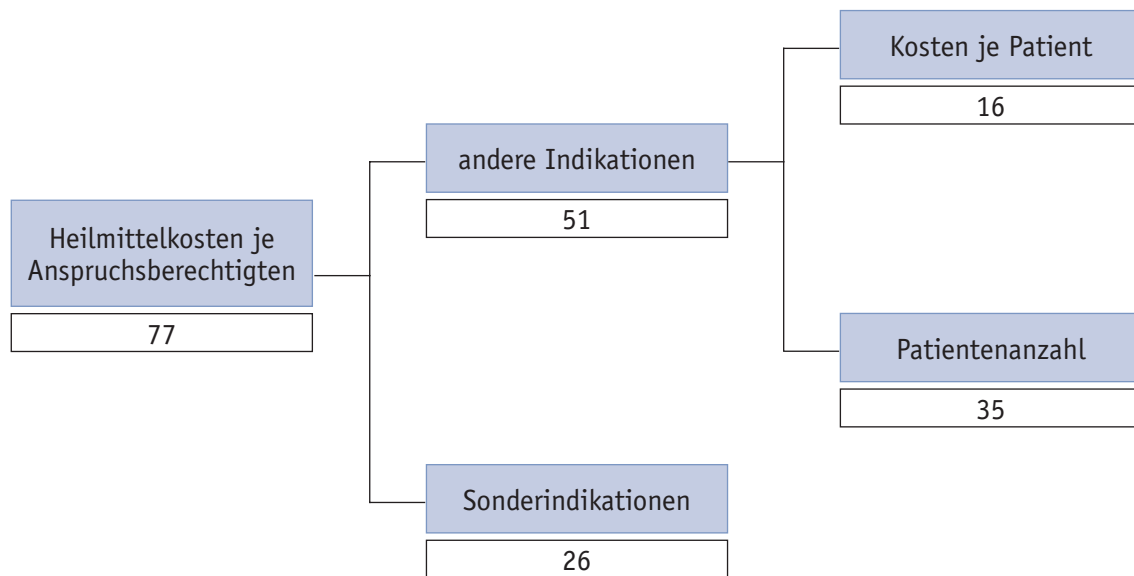 Kosten je Patient
16
andere Indikationen
51
Heilmittelkosten je
Anspruchsberechtigten
77
Patientenanzahl
35
Sonderindikationen
26